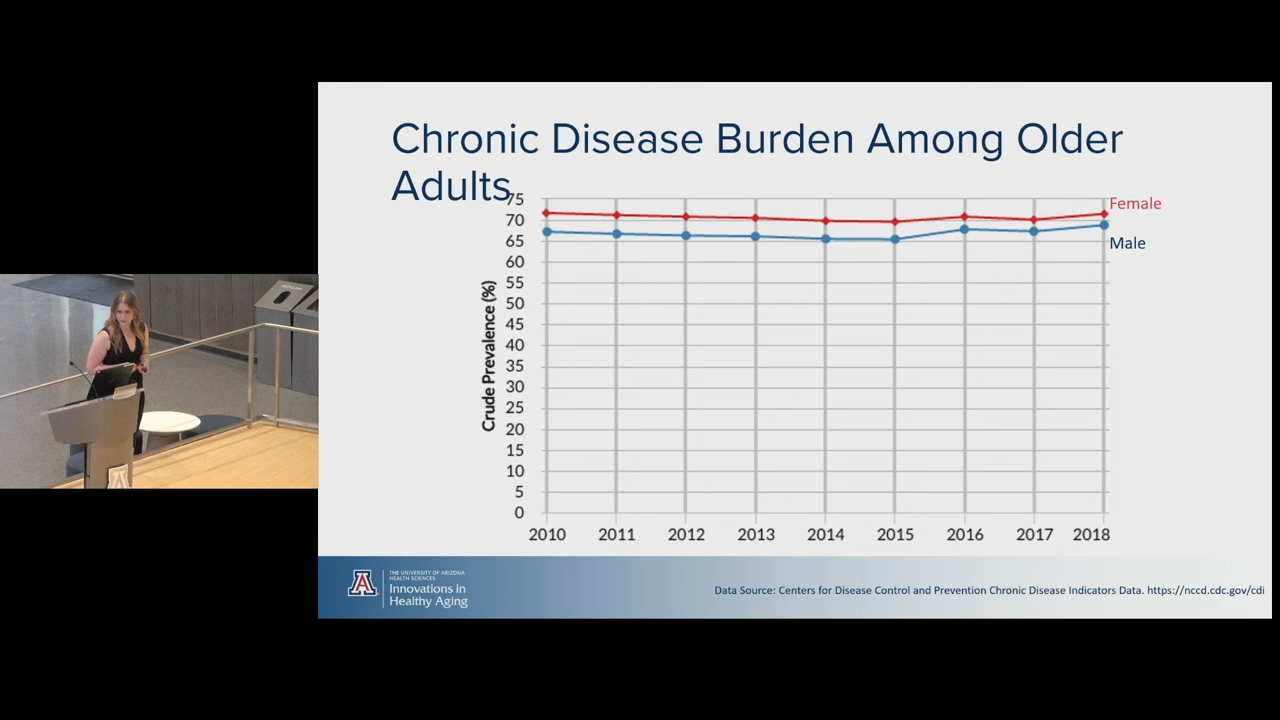 Chronic Disease Burden Among Older
Adults
Female
Male
Crude Prevalence (%)
75
70
65
60
55
50
45
40
35
30
25
20
15
10
5
0
2010 2011 2012 2013 2014 2015 2016 2017 2018
A
THE UNIVERSITY OF ARIZONA
HEALTH SCIENCES
Innovations in
Healthy Aging
Data Source: Centers for Disease Control and Prevention Chronic Disease Indicators Data. https://nccd.cdc.gov/cdi
A